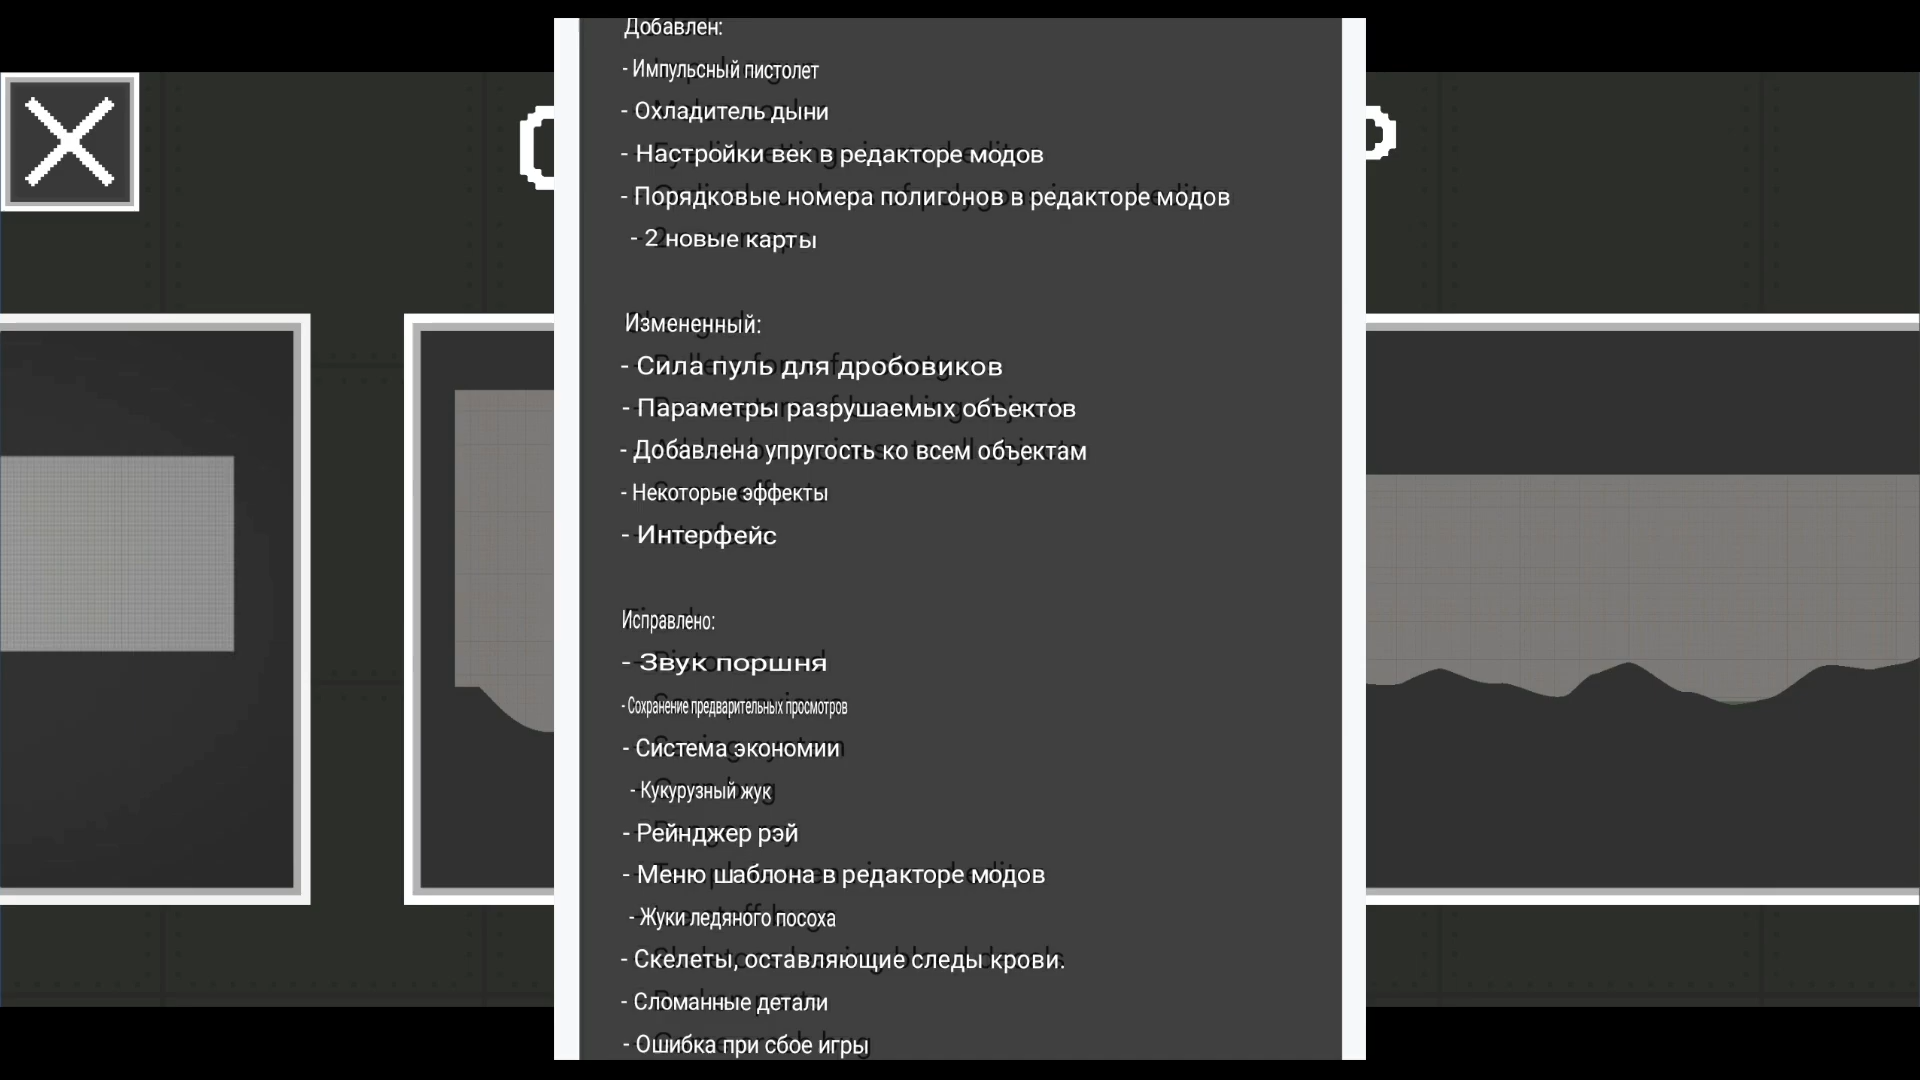 Добавлен:
- Импульсный пистолет
- Охладитель дыни
- Настройки век в редакторе модов
- Порядковые номера полигонов в редакторе модов
- 2 новые карты
Измененный:
- Сила пуль для дробовиков
- Параметры разрушаемых объектов
- Добавлена упругость ко всем объектам
- Некоторые эффекты
- Интерфейс
Исправлено:
- Звук поршня
- Сохранение предварительных просмотров
- Система экономии
- Кукурузный жук
- Рейнджер рэй
- Меню шаблона в редакторе модов
- Жуки ледяного посоха
- Скелеты, оставляющие следы крови.
- Сломанные детали
- Ошибка при сбое игры